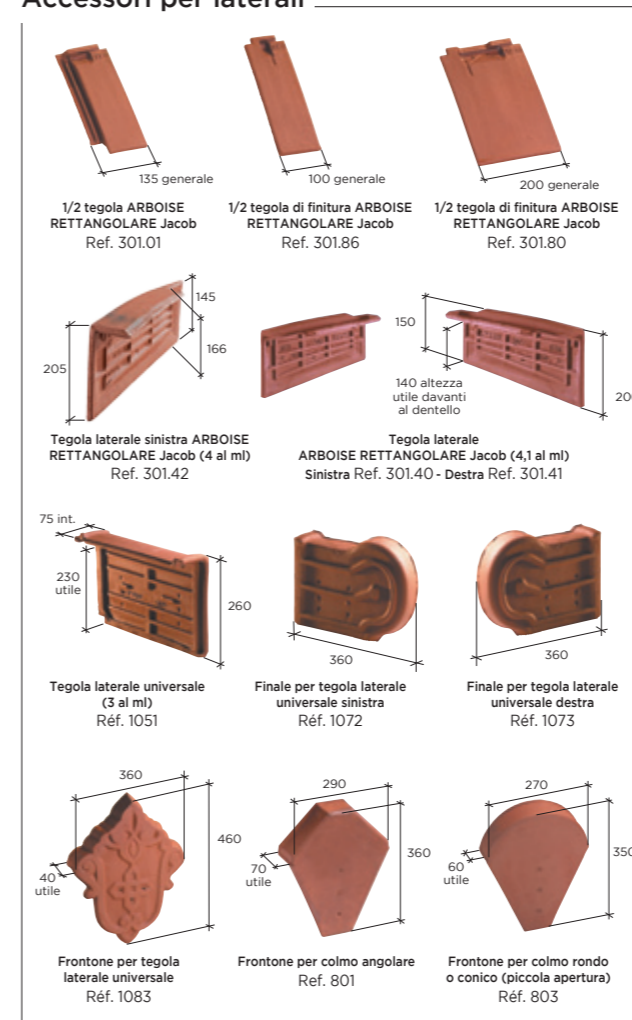 Accessori per laterali
135 generale
100 generale
200 generale
1/2 tegola ARBOISE
RETTANGOLARE Jacob
Ref. 301.01
1/2 tegola di finitura ARBOISE
RETTANGOLARE Jacob
Ref. 301.86
1/2 tegola di finitura ARBOISE
RETTANGOLARE Jacob
Ref. 301.80
145
166
205
150
140 altezza
utile davanti
al dentello
Tegola laterale sinistra ARBOISE
RETTANGOLARE Jacob (4 al ml)
Ref. 301.42
Tegola laterale
ARBOISE RETTANGOLARE Jacob (4,1 al ml)
Sinistra Ref. 301.40 - Destra Ref. 301.41
75 int.
230
utile
260
360
360
Tegola laterale universale
(3 al ml)
Réf. 1051
Finale per tegola laterale
universale sinistra
Réf. 1072
Finale per tegola laterale
universale destra
Réf. 1073
360
460
40
utile
290
360
70
utile
270
350
60
utile
Frontone per tegola
laterale universale
Réf. 1083
Frontone per colmo angolare
Ref. 801
Frontone per colmo rondo
o conico (piccola apertura)
Réf. 803